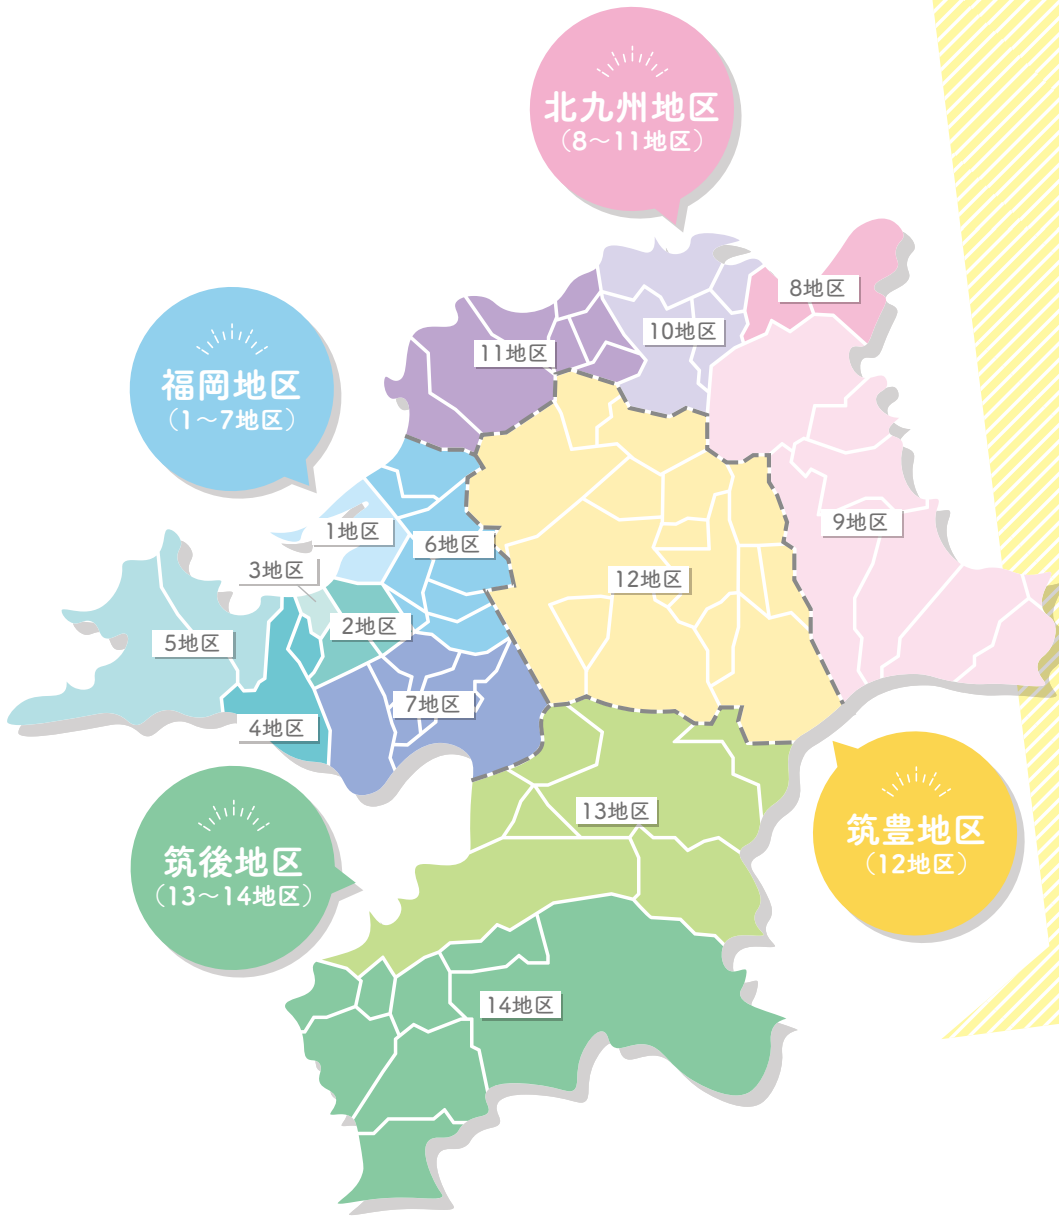 北九州地区
（8〜11地区）
8地区
10地区
11地区
福岡地区
（1〜7地区）
1地区
9地区
6地区
3地区
12地区
2地区
5地区
7地区
4地区
13地区
筑豊地区
（12地区）
筑後地区
（13〜14地区）
14地区